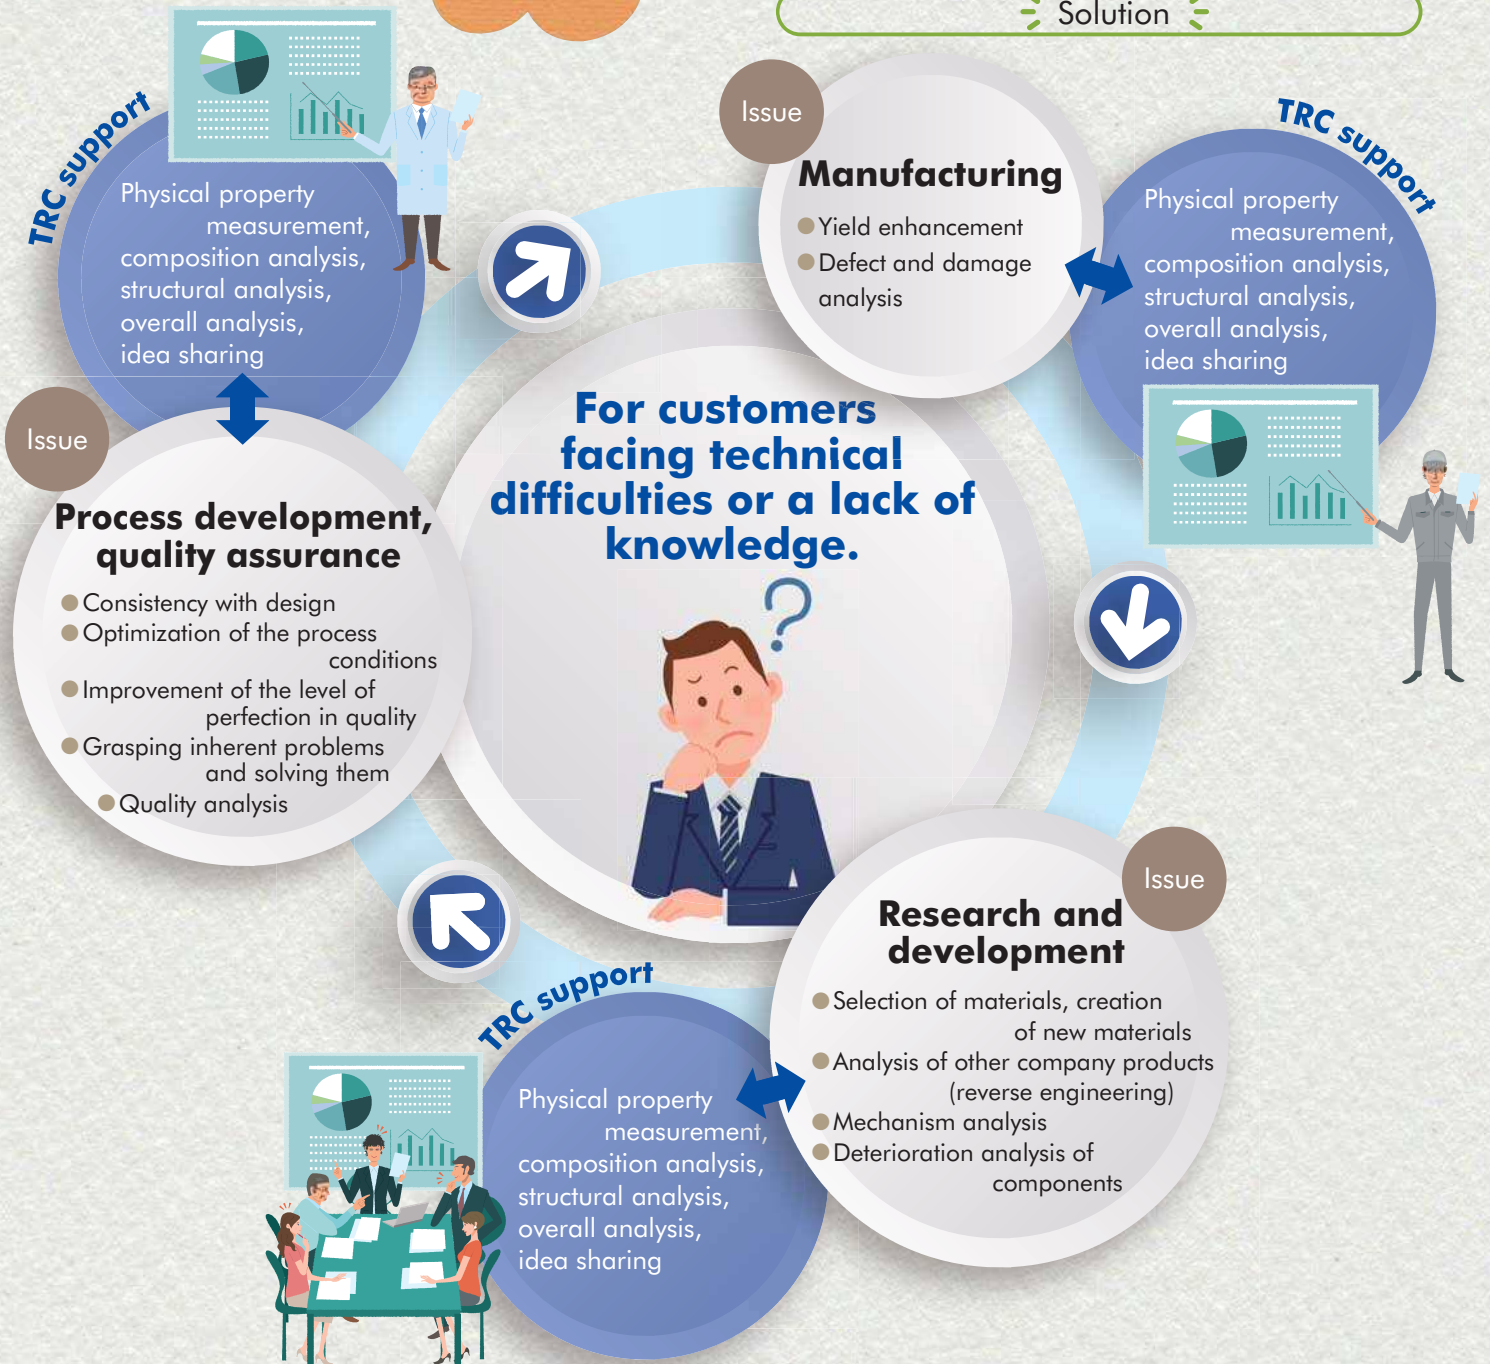 Solution
TRC support
Physical property
measurement,
composition analysis,
structural analysis,
overall analysis,
idea sharing
Issue
Manufacturing
Yield enhancement
Defect and damage
analysis
TRC support
Physical property
measurement,
composition analysis,
structural analysis,
overall analysis,
idea sharing
Issue
Process development,
quality assurance
Consistency with design
Optimization of the process
conditions
Improvement of the level of
perfection in quality
Grasping inherent problems
and solving them
Quality analysis
For customers
facing technical
difficulties or a lack of
knowledge.
?
Issue
Research and
development
Selection of materials, creation
of new materials
Analysis of other company products
(reverse engineering)
Mechanism analysis
Deterioration analysis of
components
TRC support
Physical property
measurement,
composition analysis,
structural analysis,
overall analysis,
idea sharing